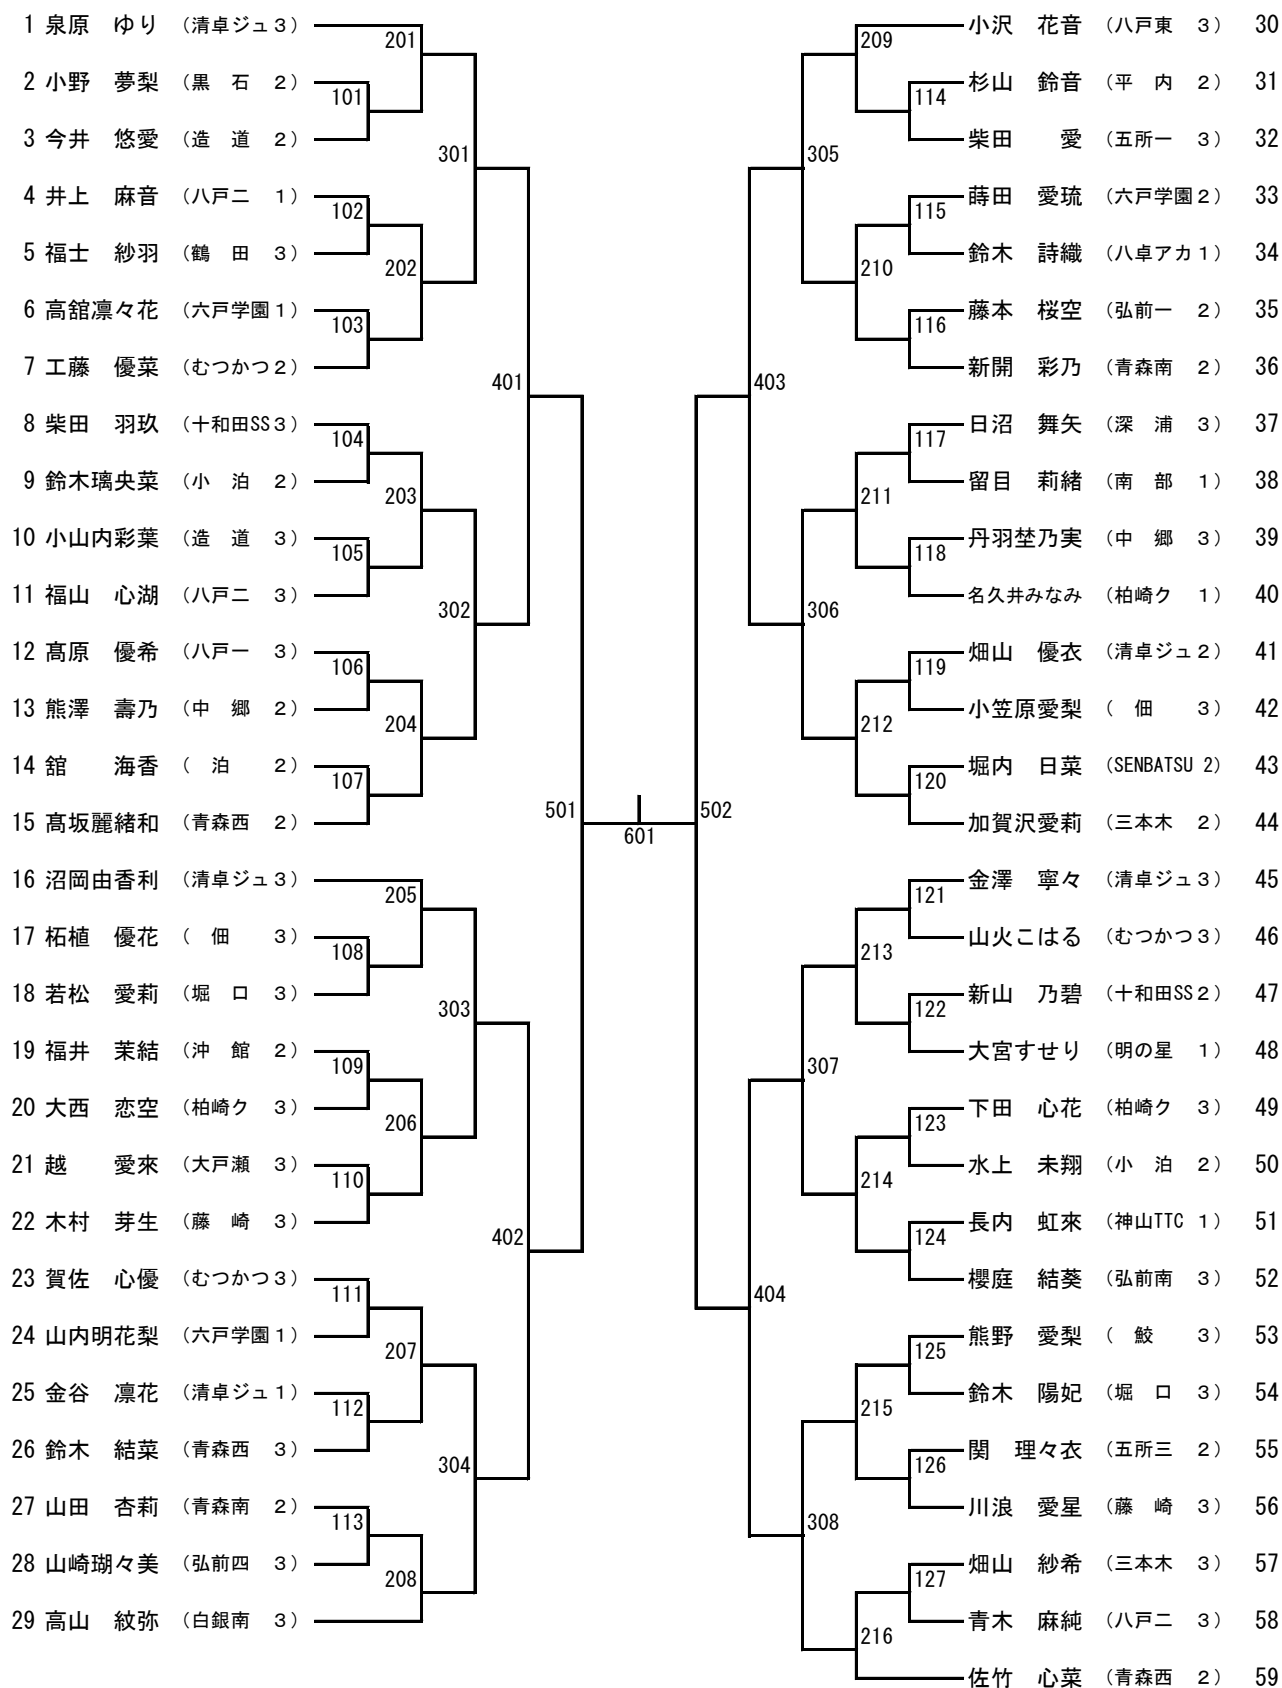 1 泉原　ゆり （清卓ジュ３）
2 小野　夢梨 （黒　石　２）
3 今井　悠愛 （造　道　２）
4 井上　麻音 （八戸二　１）
5 福士　紗羽 （鶴　田　３）
6 高舘凛々花 （六戸学園１）
7 工藤　優菜 （むつかつ２）
8 柴田　羽玖 （十和田SS３）
9 鈴木璃央菜 （小　泊　２）
10 小山内彩葉 （造　道　３）
11 福山　心湖 （八戸二　３）
12 髙原　優希 （八戸一　３）
13 熊澤　壽乃 （中　郷　２）
14 舘　　海香 （　泊　　２）
15 髙坂麗緒和 （青森西　２）
16 沼岡由香利 （清卓ジュ３）
17 柘植　優花 （　佃　　３）
18 若松　愛莉 （堀　口　３）
19 福井　茉結 （沖　館　２）
20 大西　恋空 （柏崎ク　３）
21 越　　愛來 （大戸瀬　３）
22 木村　芽生 （藤　崎　３）
23 賀佐　心優 （むつかつ３）
24 山内明花梨 （六戸学園１）
25 金谷　凛花 （清卓ジュ１）
26 鈴木　結菜 （青森西　３）
27 山田　杏莉 （青森南　２）
28 山崎瑚々美 （弘前四　３）
29 高山　紋弥 （白銀南　３）
101
102
103
104
105
106
107
108
109
110
111
112
113
201
202
203
204
205
206
207
208
301
302
303
304
401
402
501
601
502
403
404
305
306
307
308
209
210
211
212
213
214
215
216
114
115
116
117
118
119
120
121
122
123
124
125
126
127
小沢　花音 （八戸東　３） 30
杉山　鈴音 （平　内　２） 31
柴田　　愛 （五所一　３） 32
蒔田　愛琉 （六戸学園２） 33
鈴木　詩織 （八卓アカ１） 34
藤本　桜空 （弘前一　２） 35
新開　彩乃 （青森南　２） 36
日沼　舞矢 （深　浦　３） 37
留目　莉緒 （南　部　１） 38
丹羽埜乃実 （中　郷　３） 39
名久井みなみ （柏崎ク　１） 40
畑山　優衣 （清卓ジュ２） 41
小笠原愛梨 （　佃　　３） 42
堀内　日菜 （SENBATSU 2） 43
加賀沢愛莉 （三本木　２） 44
金澤　寧々 （清卓ジュ３） 45
山火こはる （むつかつ３） 46
新山　乃碧 （十和田SS２） 47
大宮すせり （明の星　１） 48
下田　心花 （柏崎ク　３） 49
水上　未翔 （小　泊　２） 50
長内　虹來 （神山TTC　１） 51
櫻庭　結葵 （弘前南　３） 52
熊野　愛梨 （　鮫　　３） 53
鈴木　陽妃 （堀　口　３） 54
関　理々衣 （五所三　２） 55
川浪　愛星 （藤　崎　３） 56
畑山　紗希 （三本木　３） 57
青木　麻純 （八戸二　３） 58
佐竹　心菜 （青森西　２） 59